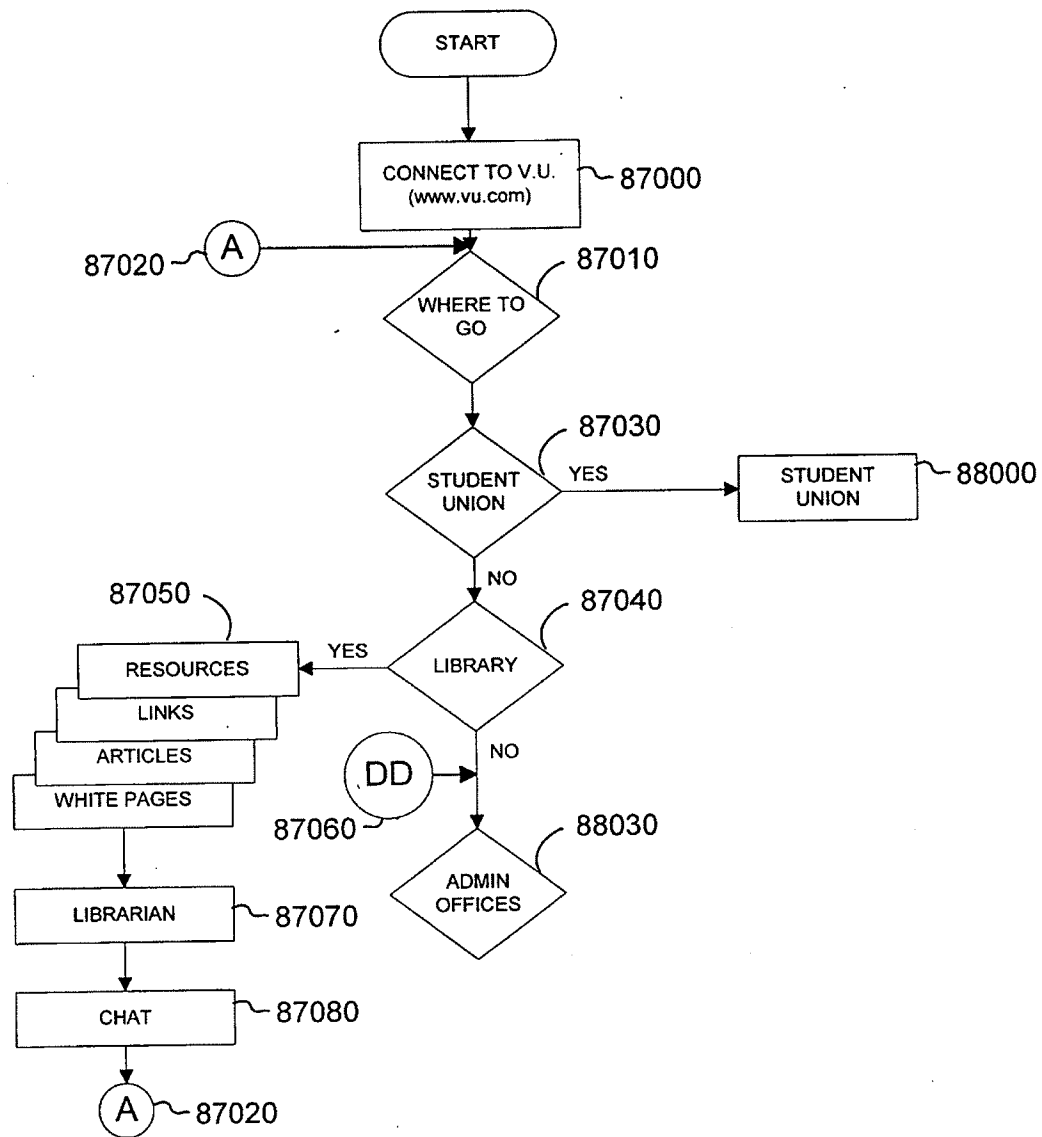 START
CONNECT TO V.U.
(www.vu.com)
87000
A
87020
87010
WHERE TO
GO
87030
STUDENT
UNION
YES
STUDENT
UNION
88000
NO
87040
LIBRARY
YES
87050
RESOURCES
LINKS
ARTICLES
WHITE PAGES
NO
DD
87060
88030
ADMIN
OFFICES
LIBRARIAN
87070
CHAT
87080
A
87020